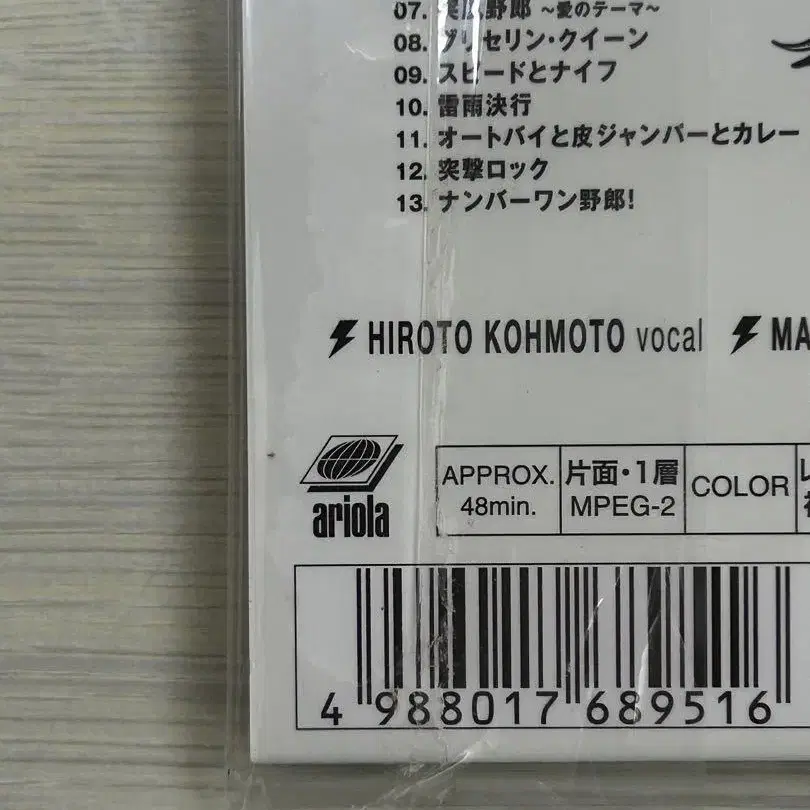 07. 実広野郎 ~愛のテーマ~
08. グリセリン・クイーン
09. スピードとナイフ
10. 雷雨決行
11. オートバイと皮ジャンパーとカレー
12. 突撃ロック
13. ナンバーワン野郎!
HIROTO KOHMOTO vocal MA
ariola
APPROX. 48min.
片面・1層 MPEG-2
COLOR
4 988017 689516